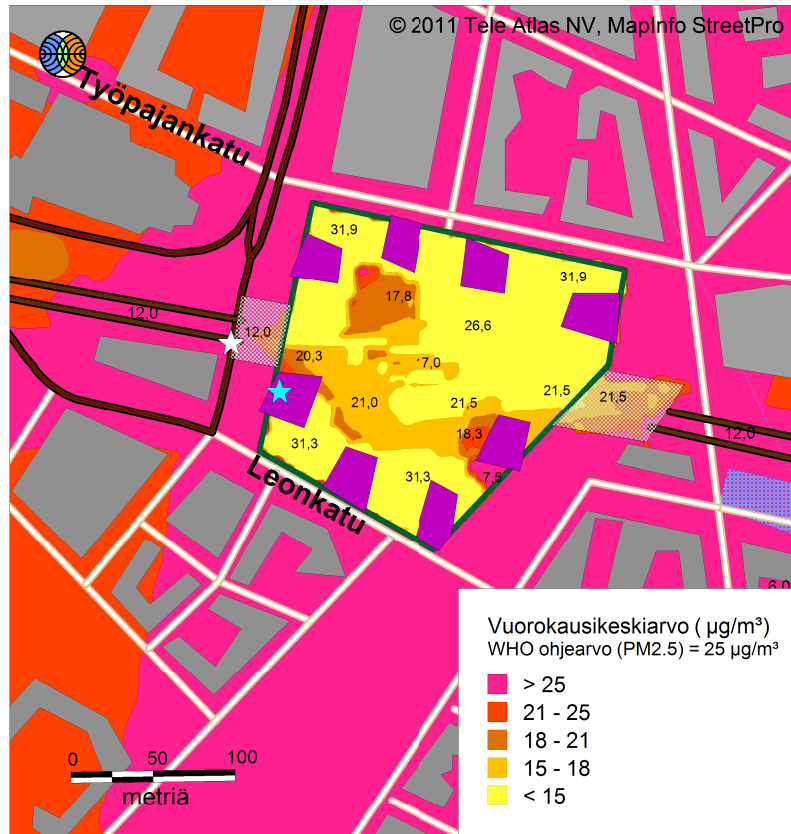 © 2011 Tele Atlas NV, MapInfo StreetPro
Työpajankatu
31,9
31,9
17,8
12,0
12,0
26,6
20,3
21,5
21,0
21,5
21,5
18,3
12,0
31,3
31,3
7,5
Leonkatu
Vuorokausikeskiarvo ( µg/m³)
WHO ohjearvo (PM2.5) = 25 µg/m³
> 25
21 - 25
18 - 21
15 - 18
< 15
0 50 100
metriä